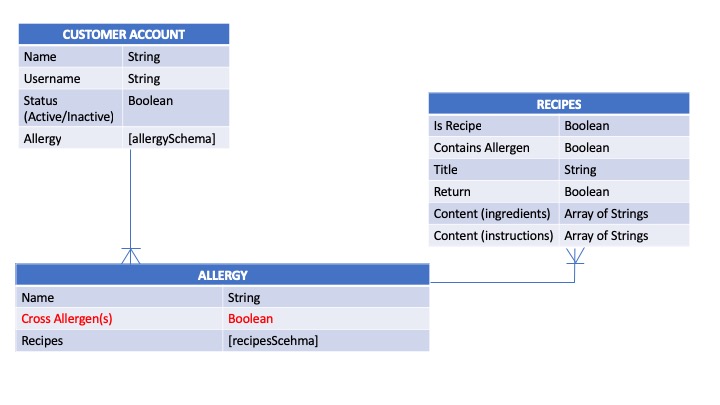 CUSTOMER ACCOUNT
Name String
Username String
Status Boolean
(Active/Inactive)
Allergy [allergySchema]
RECIPES
Is Recipe Boolean
Contains Allergen Boolean
Title String
Return Boolean
Content (ingredients) Array of Strings
Content (instructions) Array of Strings
ALLERGY
Name String
Cross Allergen(s) Boolean
Recipes [recipesScehma]